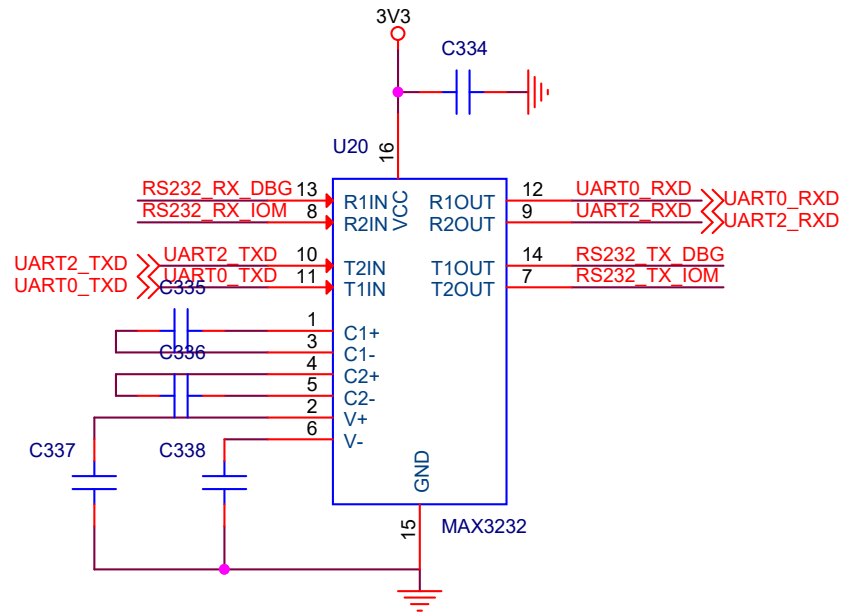 3V3
C334
U20
16
VCC
RS232_RX_DBG 13 R1IN R1OUT 12 UART0_RXD UART0_RXD
RS232_RX_IOM 8 R2IN R2OUT 9 UART2_RXD UART2_RXD
UART2_TXD UART2_TXD 10 T2IN T1OUT 14 RS232_TX_DBG
UART0_TXD UART0_TXD 11 T1IN T2OUT 7 RS232_TX_IOM
C335
1 C1+
3 C1-
C336
4 C2+
5 C2-
2 V+
6 V-
C337 C338
GND
15
MAX3232